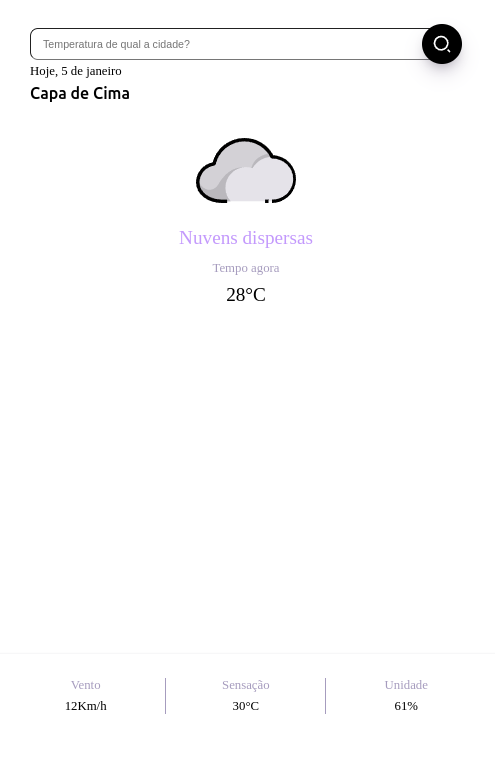 Temperatura de qual a cidade?
Hoje, 5 de janeiro
Capa de Cima
Nuvens dispersas
Tempo agora
28°C
Vento
12Km/h
Sensação
30°C
Unidade
61%